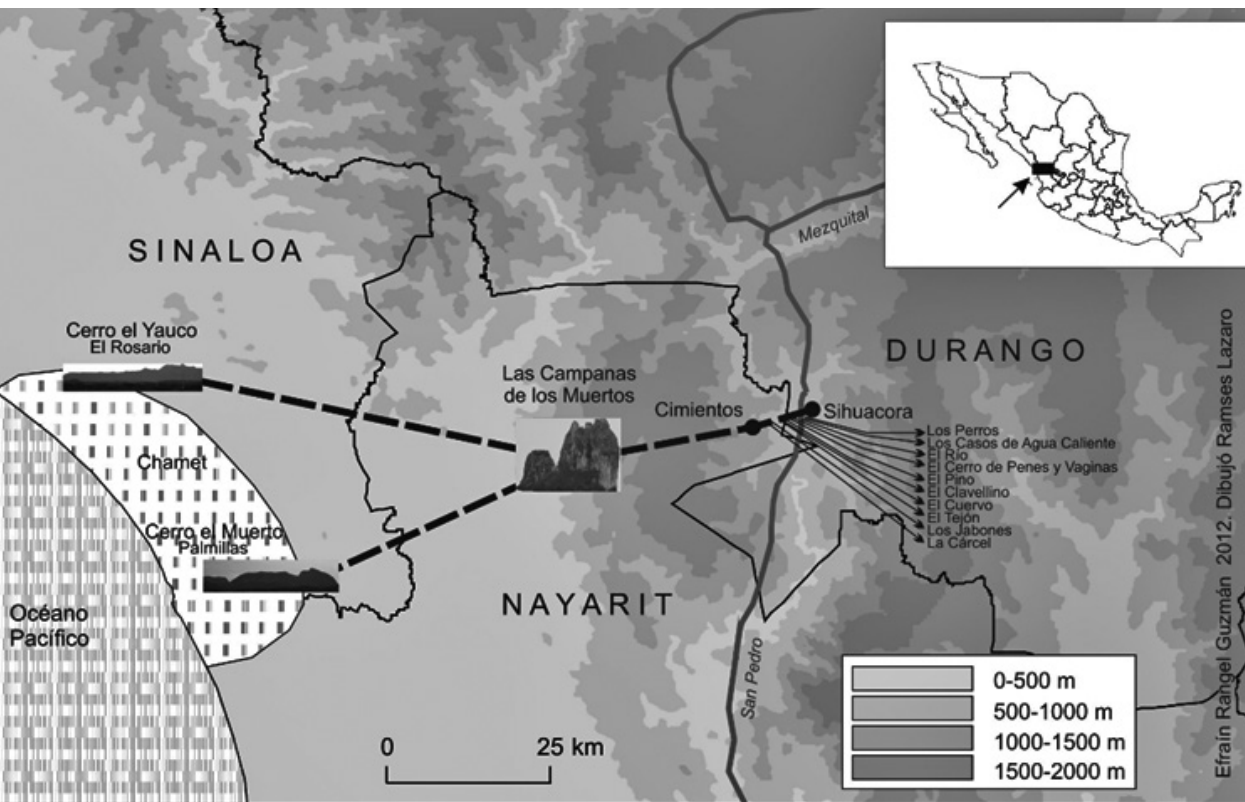 SINALOA
Mezquital
Cerro el Yauco
El Rosario
DURANGO
Las Campanas
de los Muertos
Cimientos
Sihuacora
Los Perros
Los Casos de Agua Caliente
El Río
El Cerro de Penes y Vaginas
El Pino
El Clavellino
El Cuervo
El Tejón
Los Jabones
La Cárcel
Chamet
Cerro el Muerto
Palmillas
Océano
Pacífico
NAYARIT
San Pedro
0-500 m
500-1000 m
1000-1500 m
1500-2000 m
0 25 km
Efraín Rangel Guzmán 2012. Dibujó Ramses Lazaro